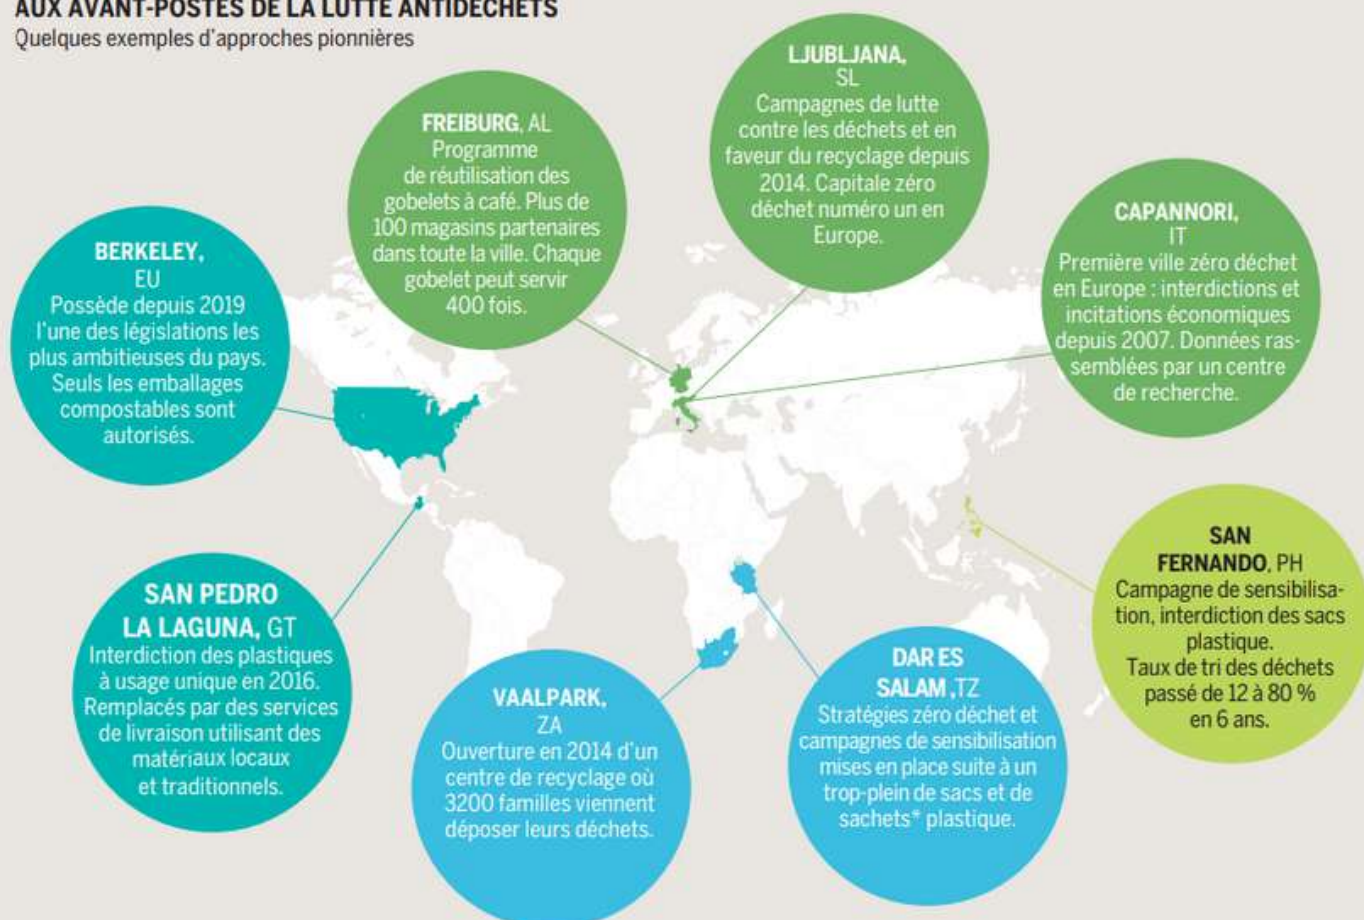 AUX AVANT-POSTES DE LA LUTTE ANTIDÉCHETS
Quelques exemples d'approches pionnières
LJUBLJANA,
SL
Campagnes de lutte
contre les déchets et en
faveur du recyclage depuis
2014. Capitale zéro
déchet numéro un en
Europe.
FREIBURG, AL
Programme
de réutilisation des
gobelets à café. Plus de
100 magasins partenaires
dans toute la ville. Chaque
gobelet peut servir
400 fois.
CAPANNORI,
IT
Première ville zéro déchet
en Europe : interdictions et
incitations économiques
depuis 2007. Données ras-
semblées par un centre
de recherche.
BERKELEY,
EU
Possède depuis 2019
l'une des législations les
plus ambitieuses du pays.
Seuls les emballages
compostables sont
autorisés.
SAN PEDRO
LA LAGUNA, GT
Interdiction des plastiques
à usage unique en 2016.
Remplacés par des services
de livraison utilisant des
matériaux locaux
et traditionnels.
VAALPARK,
ZA
Ouverture en 2014 d'un
centre de recyclage où
3200 familles viennent
déposer leurs déchets.
DAR ES
SALAM ,TZ
Stratégies zéro déchet et
campagnes de sensibilisation
mises en place suite à un
trop-plein de sacs et de
sachets* plastique.
SAN
FERNANDO, PH
Campagne de sensibilisa-
tion, interdiction des sacs
plastique.
Taux de tri des déchets
passé de 12 à 80 %
en 6 ans.